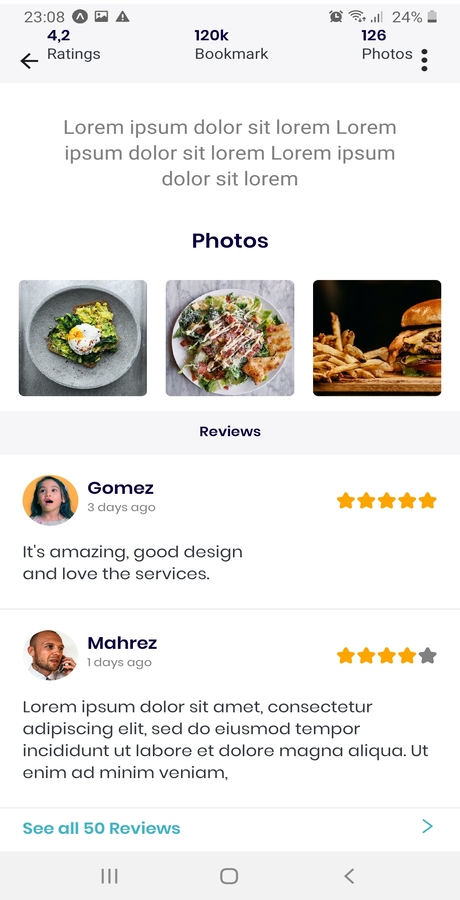 23:08 24%
4,2 120k 126
Ratings Bookmark Photos
Lorem ipsum dolor sit lorem Lorem
ipsum dolor sit lorem Lorem ipsum
dolor sit lorem
Photos
Reviews
Gomez
3 days ago
It's amazing, good design
and love the services.
Mahrez
1 days ago
Lorem ipsum dolor sit amet, consectetur
adipiscing elit, sed do eiusmod tempor
incididunt ut labore et dolore magna aliqua. Ut
enim ad minim veniam,
See all 50 Reviews